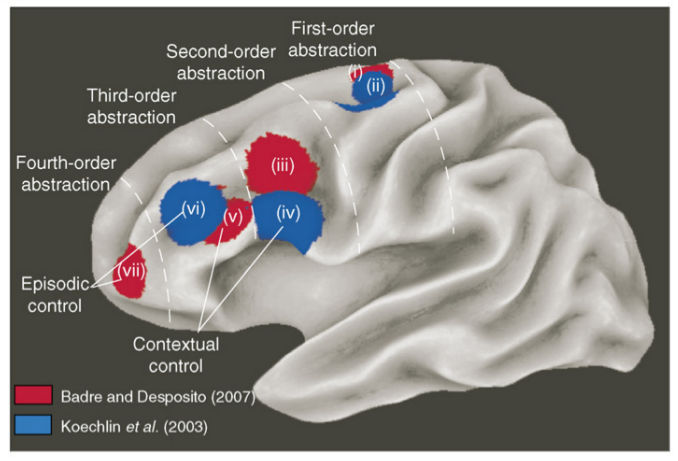 First-order
abstraction
Second-order
abstraction
Third-order
abstraction
Fourth-order
abstraction
(i)
(ii)
(iii)
(iv)
(v)
(vi)
(vii)
Episodic
control
Contextual
control
Badre and Desposito (2007)
Koechlin et al. (2003)